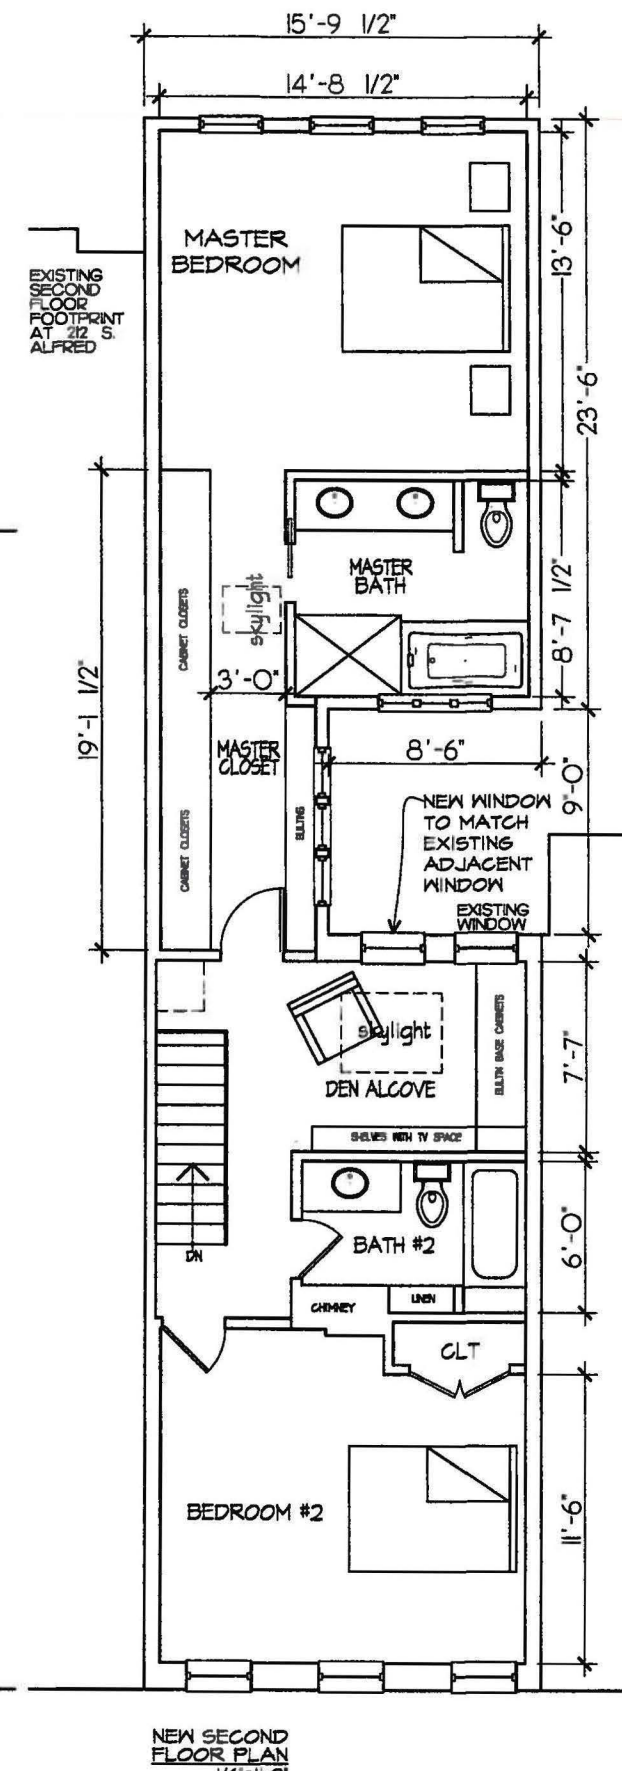 15'-9 1/2"
14'-8 1/2"
MASTER
BEDROOM
13'-6"
EXISTING
SECOND
FLOOR
FOOTPRINT
AT 212 S.
ALFRED
23'-6"
MASTER
BATH
8'-7 1/2"
skylight
CABINET CLOSETS
3'-0"
19'-1 1/2"
MASTER
CLOSET
8'-6"
9'-0"
BUILTINS
CABINET CLOSETS
NEW WINDOW
TO MATCH
EXISTING
ADJACENT
WINDOW
EXISTING
WINDOW
skylight
BUILTIN BASE CABINETS
7'-7"
DEN ALCOVE
SHELVES WITH TV SPACE
BATH #2
6'-0"
DN
LINEN
CHIMNEY
CLT
BEDROOM #2
11'-6"
NEW SECOND
FLOOR PLAN